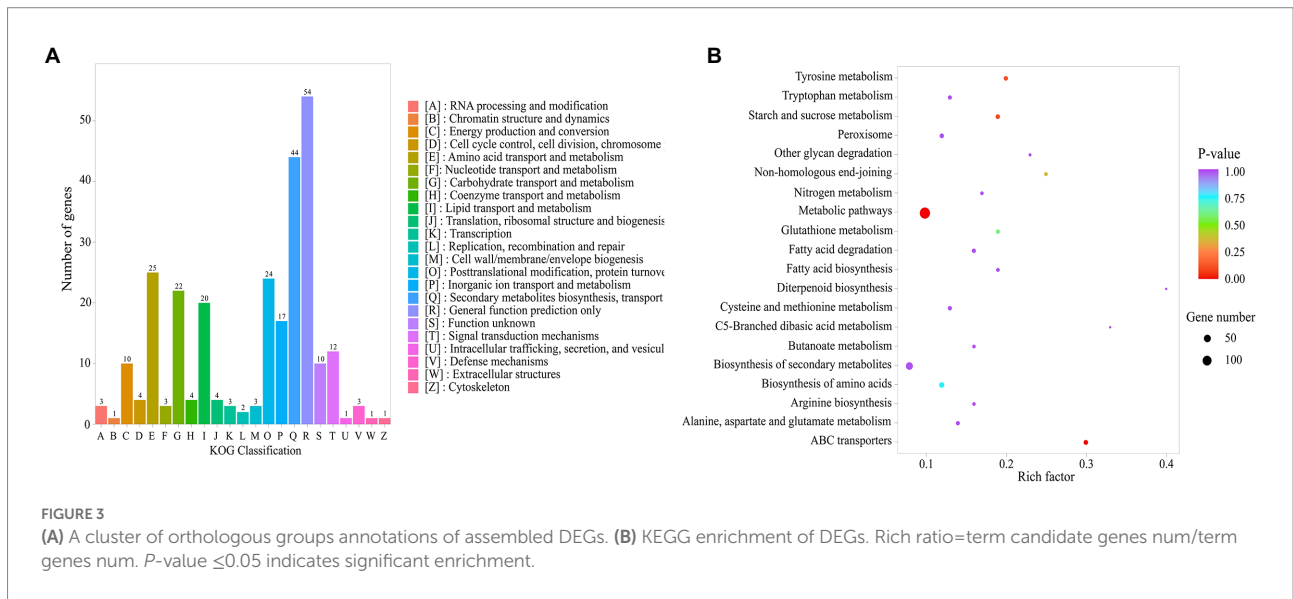 A
Number of genes
50
40
30
20
10
0
3
1
10
4
25
3
22
4
20
4
3
2
3
24
17
44
54
10
12
1
3
1
1
A B C D E F G H I J K L M O P Q R S T U V W Z
KOG Classification
[A] : RNA processing and modification
[B] : Chromatin structure and dynamics
[C] : Energy production and conversion
[D] : Cell cycle control, cell division, chromosome
[E] : Amino acid transport and metabolism
[F] : Nucleotide transport and metabolism
[G] : Carbohydrate transport and metabolism
[H] : Coenzyme transport and metabolism
[I] : Lipid transport and metabolism
[J] : Translation, ribosomal structure and biogenesis
[K] : Transcription
[L] : Replication, recombination and repair
[M] : Cell wall/membrane/envelope biogenesis
[O] : Posttranslational modification, protein turnove
[P] : Inorganic ion transport and metabolism
[Q] : Secondary metabolites biosynthesis, transport
[R] : General function prediction only
[S] : Function unknown
[T] : Signal transduction mechanisms
[U] : Intracellular trafficking, secretion, and vesicul
[V] : Defense mechanisms
[W] : Extracellular structures
[Z] : Cytoskeleton
B
Tyrosine metabolism
Tryptophan metabolism
Starch and sucrose metabolism
Peroxisome
Other glycan degradation
Non-homologous end-joining
Nitrogen metabolism
Metabolic pathways
Glutathione metabolism
Fatty acid degradation
Fatty acid biosynthesis
Diterpenoid biosynthesis
Cysteine and methionine metabolism
C5-Branched dibasic acid metabolism
Butanoate metabolism
Biosynthesis of secondary metabolites
Biosynthesis of amino acids
Arginine biosynthesis
Alanine, aspartate and glutamate metabolism
ABC transporters
0.1 0.2 0.3 0.4
Rich factor
P-value
1.00
0.75
0.50
0.25
0.00
Gene number
50
100
FIGURE 3
(A) A cluster of orthologous groups annotations of assembled DEGs. (B) KEGG enrichment of DEGs. Rich ratio=term candidate genes num/term
genes num. P-value ≤0.05 indicates significant enrichment.